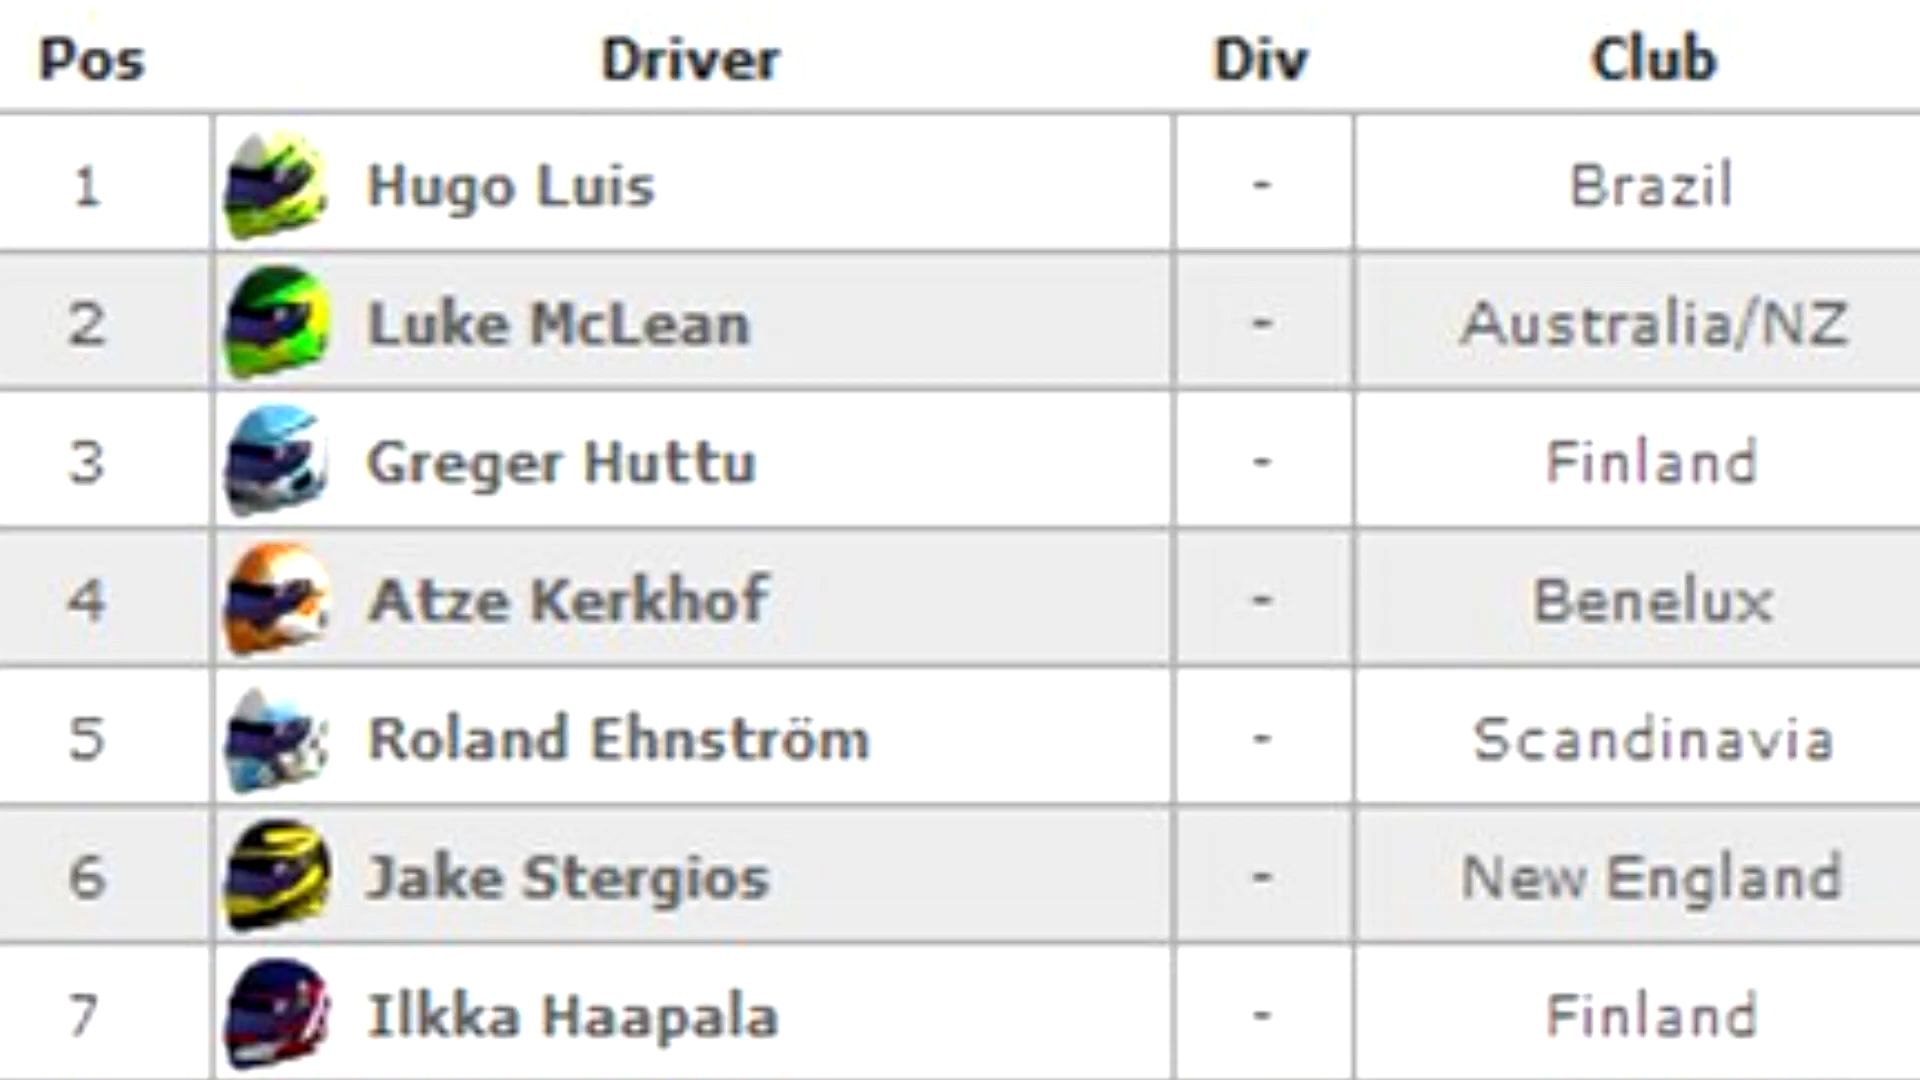 Pos Driver Div Club
1 Hugo Luis - Brazil
2 Luke McLean - Australia/NZ
3 Greger Huttu - Finland
4 Atze Kerkhof - Benelux
5 Roland Ehnström - Scandinavia
6 Jake Stergios - New England
7 Ilkka Haapala - Finland